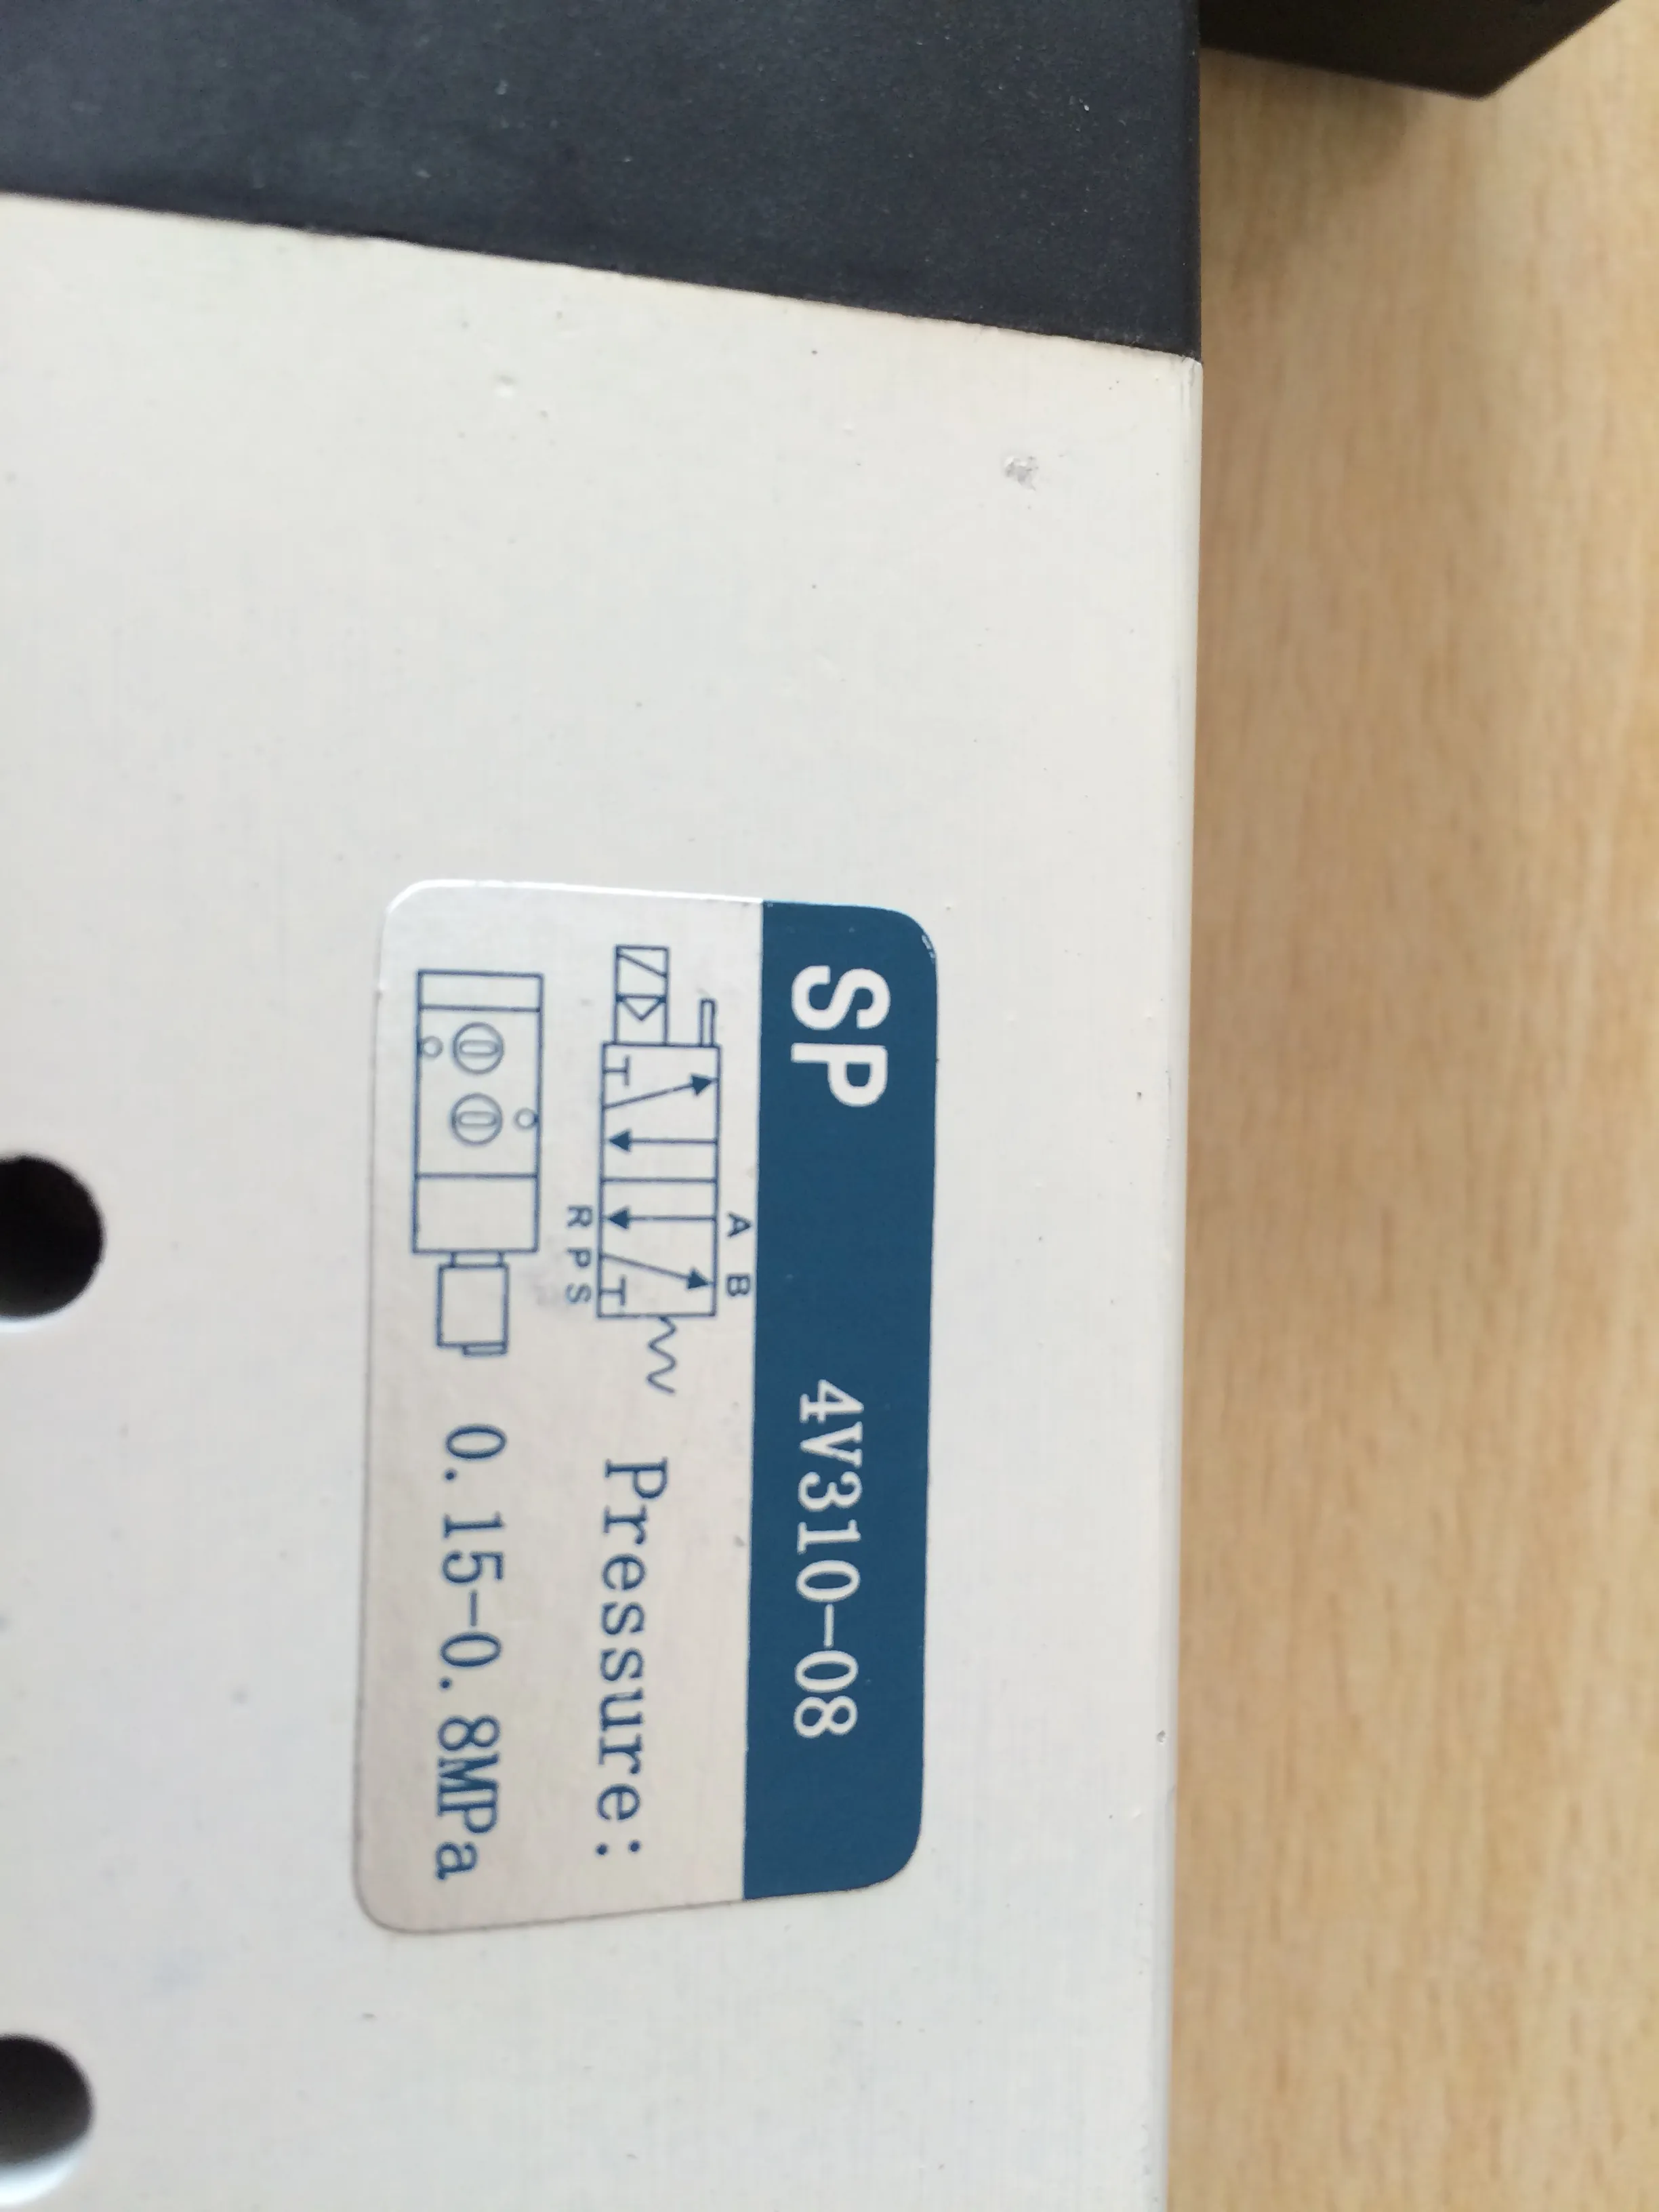 SP 4V310-08
A B
R P S
Pressure:
0.15-0.8MPa